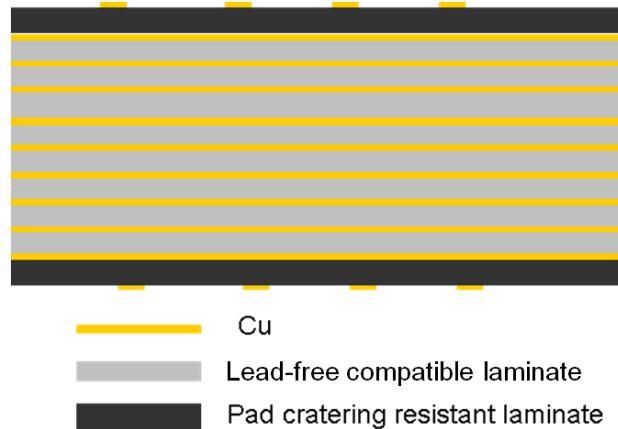 Cu
Lead-free compatible laminate
Pad cratering resistant laminate